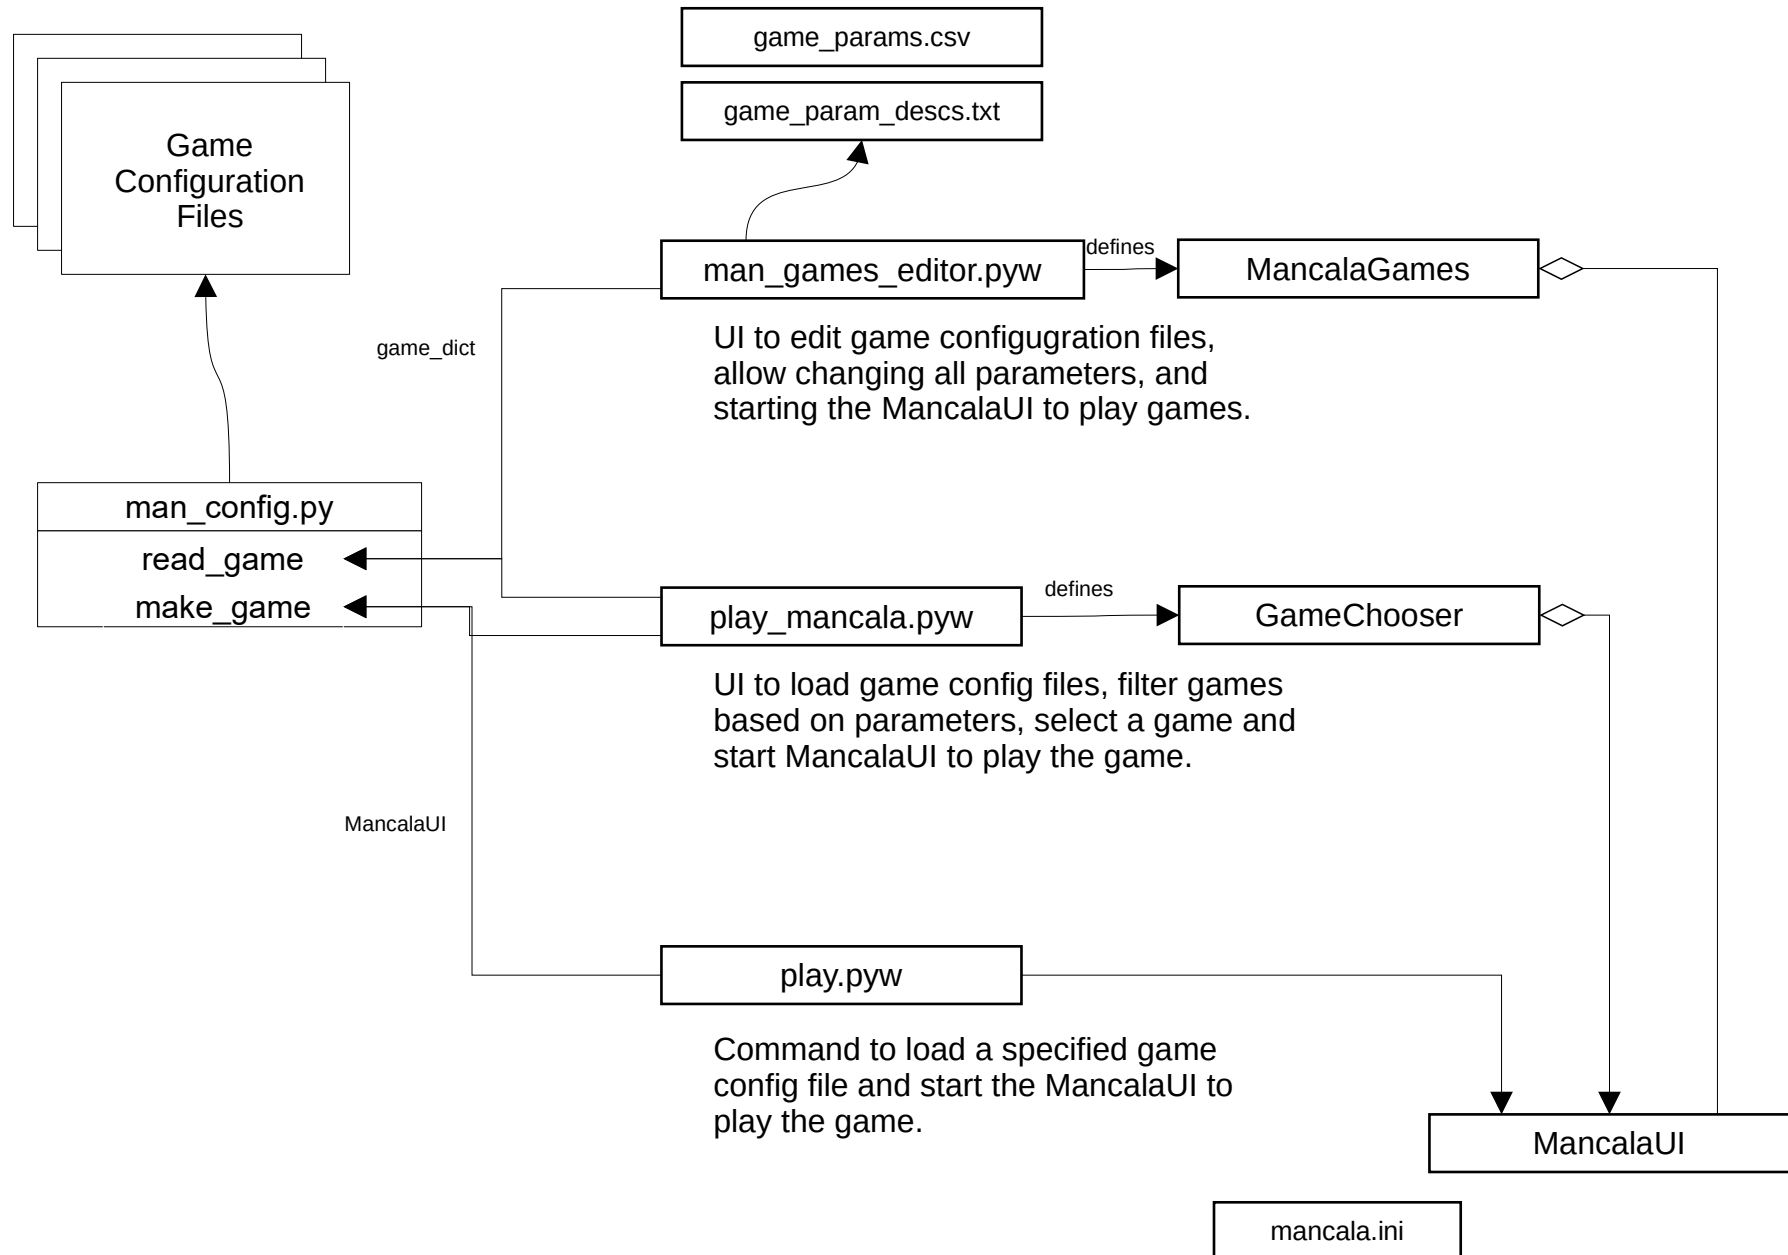 game_params.csv
game_param_descs.txt
Game
Configuration
Files
man_games_editor.pyw
defines
MancalaGames
UI to edit game configugration files,
allow changing all parameters, and
starting the MancalaUI to play games.
game_dict
man_config.py
read_game
make_game
play_mancala.pyw
defines
GameChooser
UI to load game config files, filter games
based on parameters, select a game and
start MancalaUI to play the game.
MancalaUI
play.pyw
Command to load a specified game
config file and start the MancalaUI to
play the game.
MancalaUI
mancala.ini